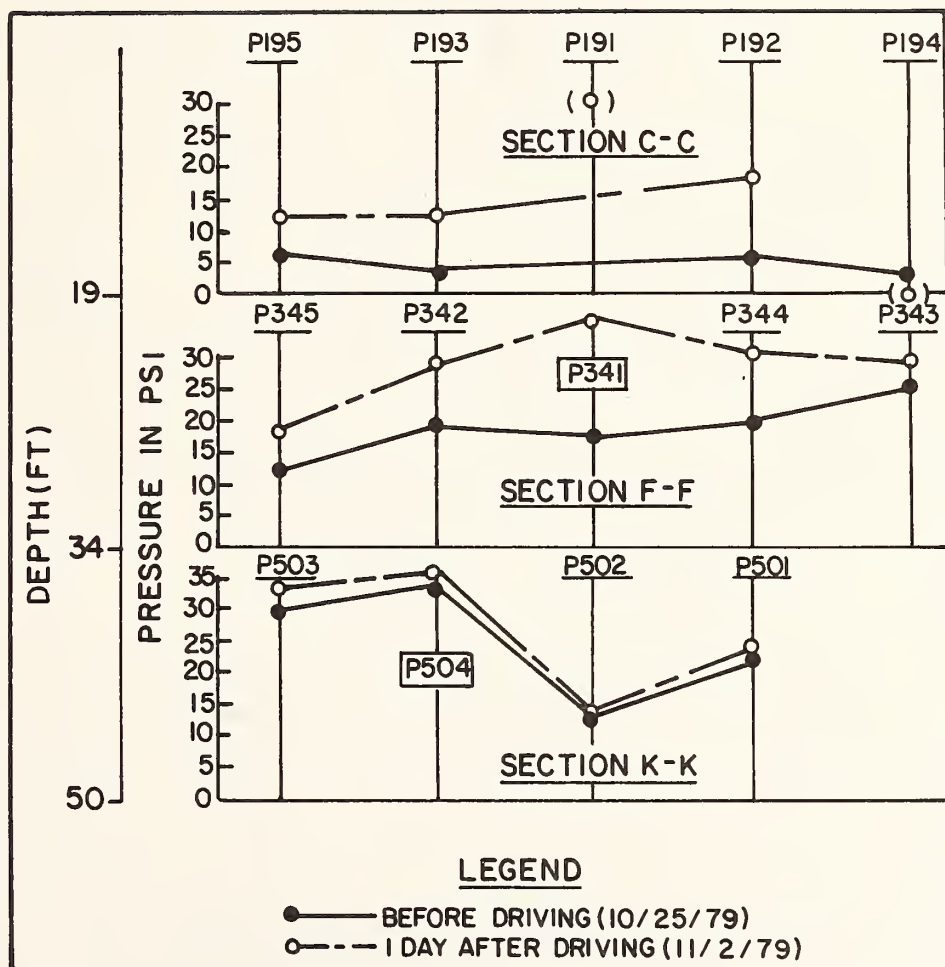 P195 P193 P191 P192 P194
30
( )
25
SECTION C-C
20
15
10
5
0
( )
19
P345 P342 P344 P343
30
P341
25
20
15
SECTION F-F
10
5
0
34
P503 P502 P501
35
30
25
P504
20
15
10
SECTION K-K
5
0
50
DEPTH (FT)
PRESSURE IN PSI
LEGEND
BEFORE DRIVING (10/25/79)
1 DAY AFTER DRIVING (11/2/79)